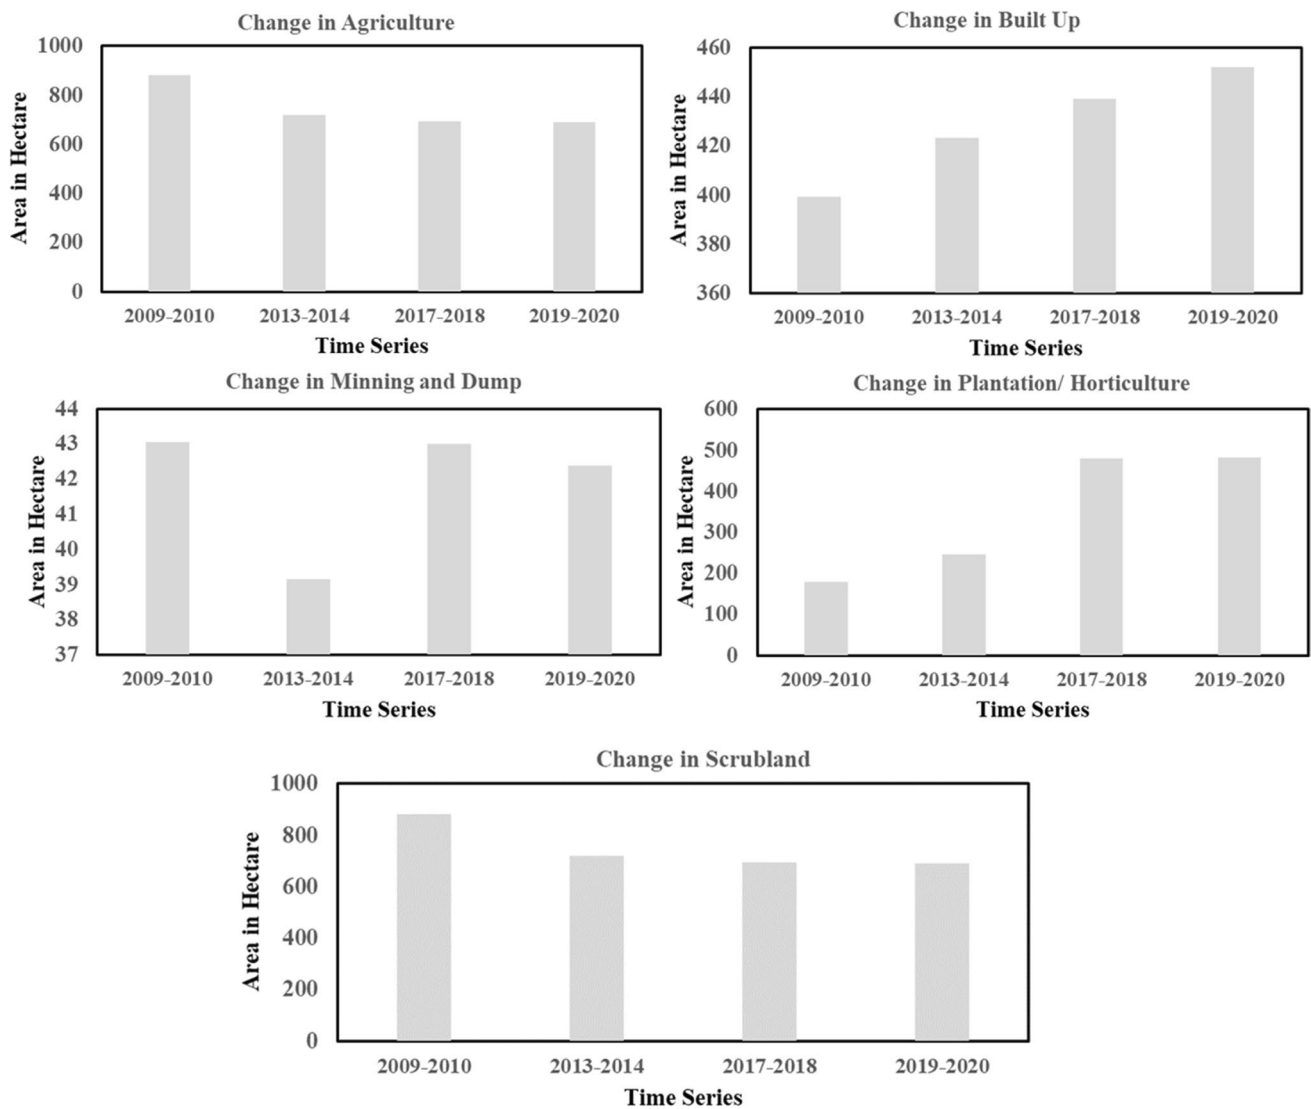 Change in Agriculture
Area in Hectare
1000
800
600
400
200
0
2009-2010 2013-2014 2017-2018 2019-2020
Time Series
Change in Built Up
Area in Hectare
460
440
420
400
380
360
2009-2010 2013-2014 2017-2018 2019-2020
Time Series
Change in Minning and Dump
Area in Hectare
44
43
42
41
40
39
38
37
2009-2010 2013-2014 2017-2018 2019-2020
Time Series
Change in Plantation/ Horticulture
Area in Hectare
600
500
400
300
200
100
0
2009-2010 2013-2014 2017-2018 2019-2020
Time Series
Change in Scrubland
Area in Hectare
1000
800
600
400
200
0
2009-2010 2013-2014 2017-2018 2019-2020
Time Series